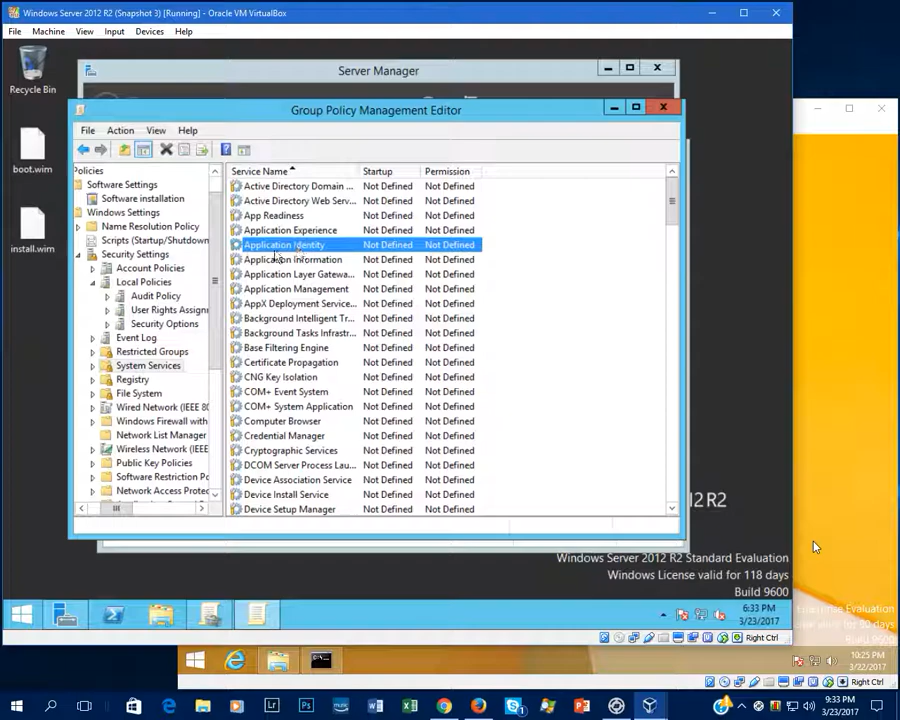 Windows Server 2012 R2 (Snapshot 3) [Running] - Oracle VM VirtualBox
File Machine View Input Devices Help
Recycle Bin
boot.wim
install.wim
Server Manager
Group Policy Management Editor
File Action View Help
Policies
Software Settings
Software installation
Windows Settings
Name Resolution Policy
Scripts (Startup/Shutdown
Security Settings
Account Policies
Local Policies
Audit Policy
User Rights Assignr
Security Options
Event Log
Restricted Groups
System Services
Registry
File System
Wired Network (IEEE 80
Windows Firewall with
Network List Manager
Wireless Network (IEEE
Public Key Policies
Software Restriction Po
Network Access Protec
Service Name Startup Permission
Active Directory Domain ... Not Defined Not Defined
Active Directory Web Serv... Not Defined Not Defined
App Readiness Not Defined Not Defined
Application Experience Not Defined Not Defined
Application Identity Not Defined Not Defined
Application Information Not Defined Not Defined
Application Layer Gatewa... Not Defined Not Defined
Application Management Not Defined Not Defined
AppX Deployment Service... Not Defined Not Defined
Background Intelligent Tr... Not Defined Not Defined
Background Tasks Infrastr... Not Defined Not Defined
Base Filtering Engine Not Defined Not Defined
Certificate Propagation Not Defined Not Defined
CNG Key Isolation Not Defined Not Defined
COM+ Event System Not Defined Not Defined
COM+ System Application Not Defined Not Defined
Computer Browser Not Defined Not Defined
Credential Manager Not Defined Not Defined
Cryptographic Services Not Defined Not Defined
DCOM Server Process Lau... Not Defined Not Defined
Device Association Service Not Defined Not Defined
Device Install Service Not Defined Not Defined
Device Setup Manager Not Defined Not Defined
12 R2
Windows Server 2012 R2 Standard Evaluation
Windows License valid for 118 days
Build 9600
6:33 PM
3/23/2017
Right Ctrl
Enterprise Evaluation
Build 9600
10:25 PM
3/22/2017
Right Ctrl
9:33 PM
3/23/2017